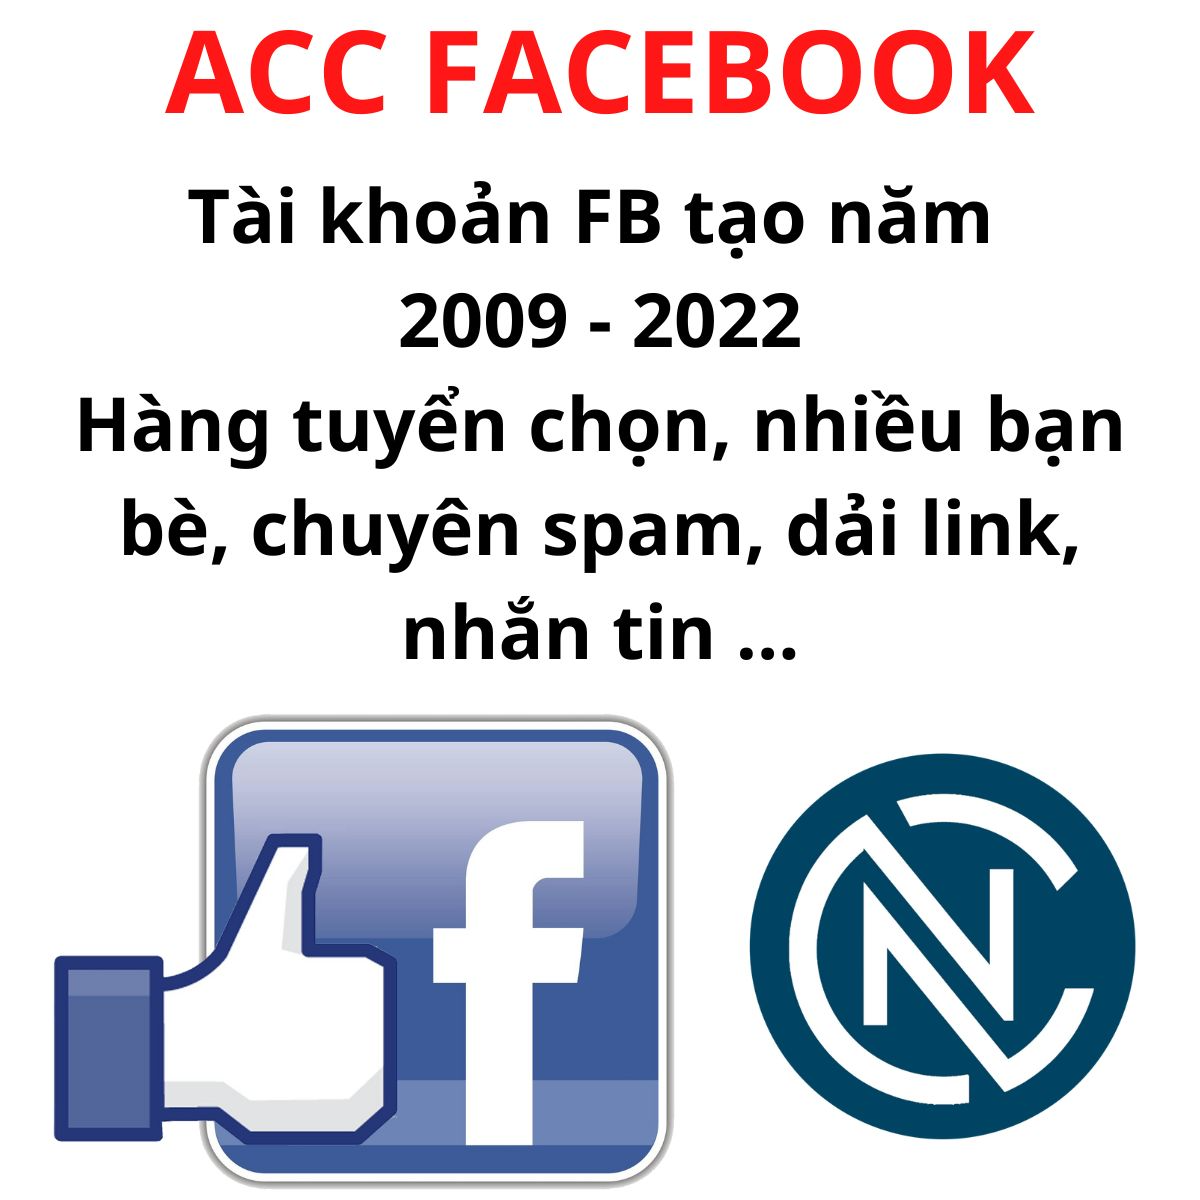 ACC FACEBOOK
Tài khoản FB tạo năm
2009 - 2022
Hàng tuyển chọn, nhiều bạn
bè, chuyên spam, dải link,
nhắn tin ...
f
NC